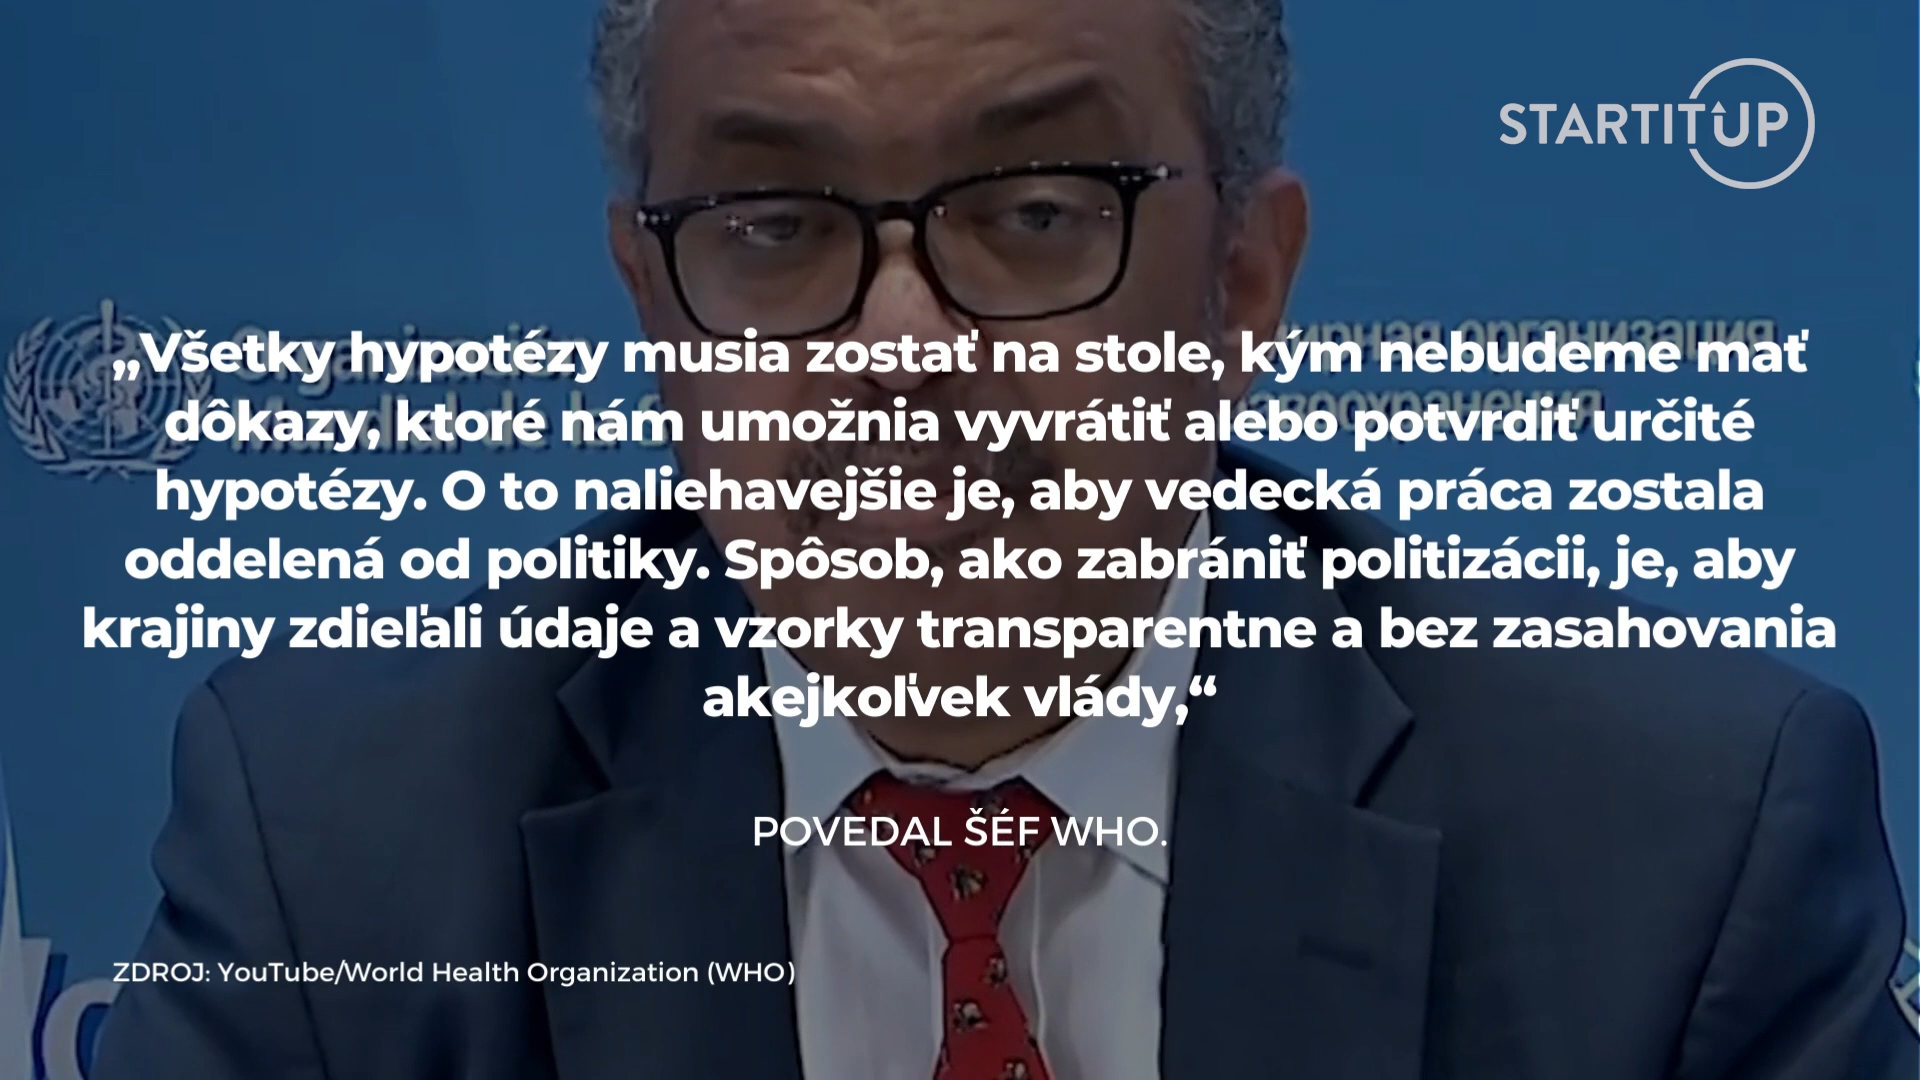 STARTITUP
„Všetky hypotézy musia zostať na stole, kým nebudeme mať
dôkazy, ktoré nám umožnia vyvrátiť alebo potvrdiť určité
hypotézy. O to naliehavejšie je, aby vedecká práca zostala
oddelená od politiky. Spôsob, ako zabrániť politizácii, je, aby
krajiny zdieľali údaje a vzorky transparentne a bez zasahovania
akejkoľvek vlády,“
POVEDAL ŠÉF WHO.
ZDROJ: YouTube/World Health Organization (WHO)